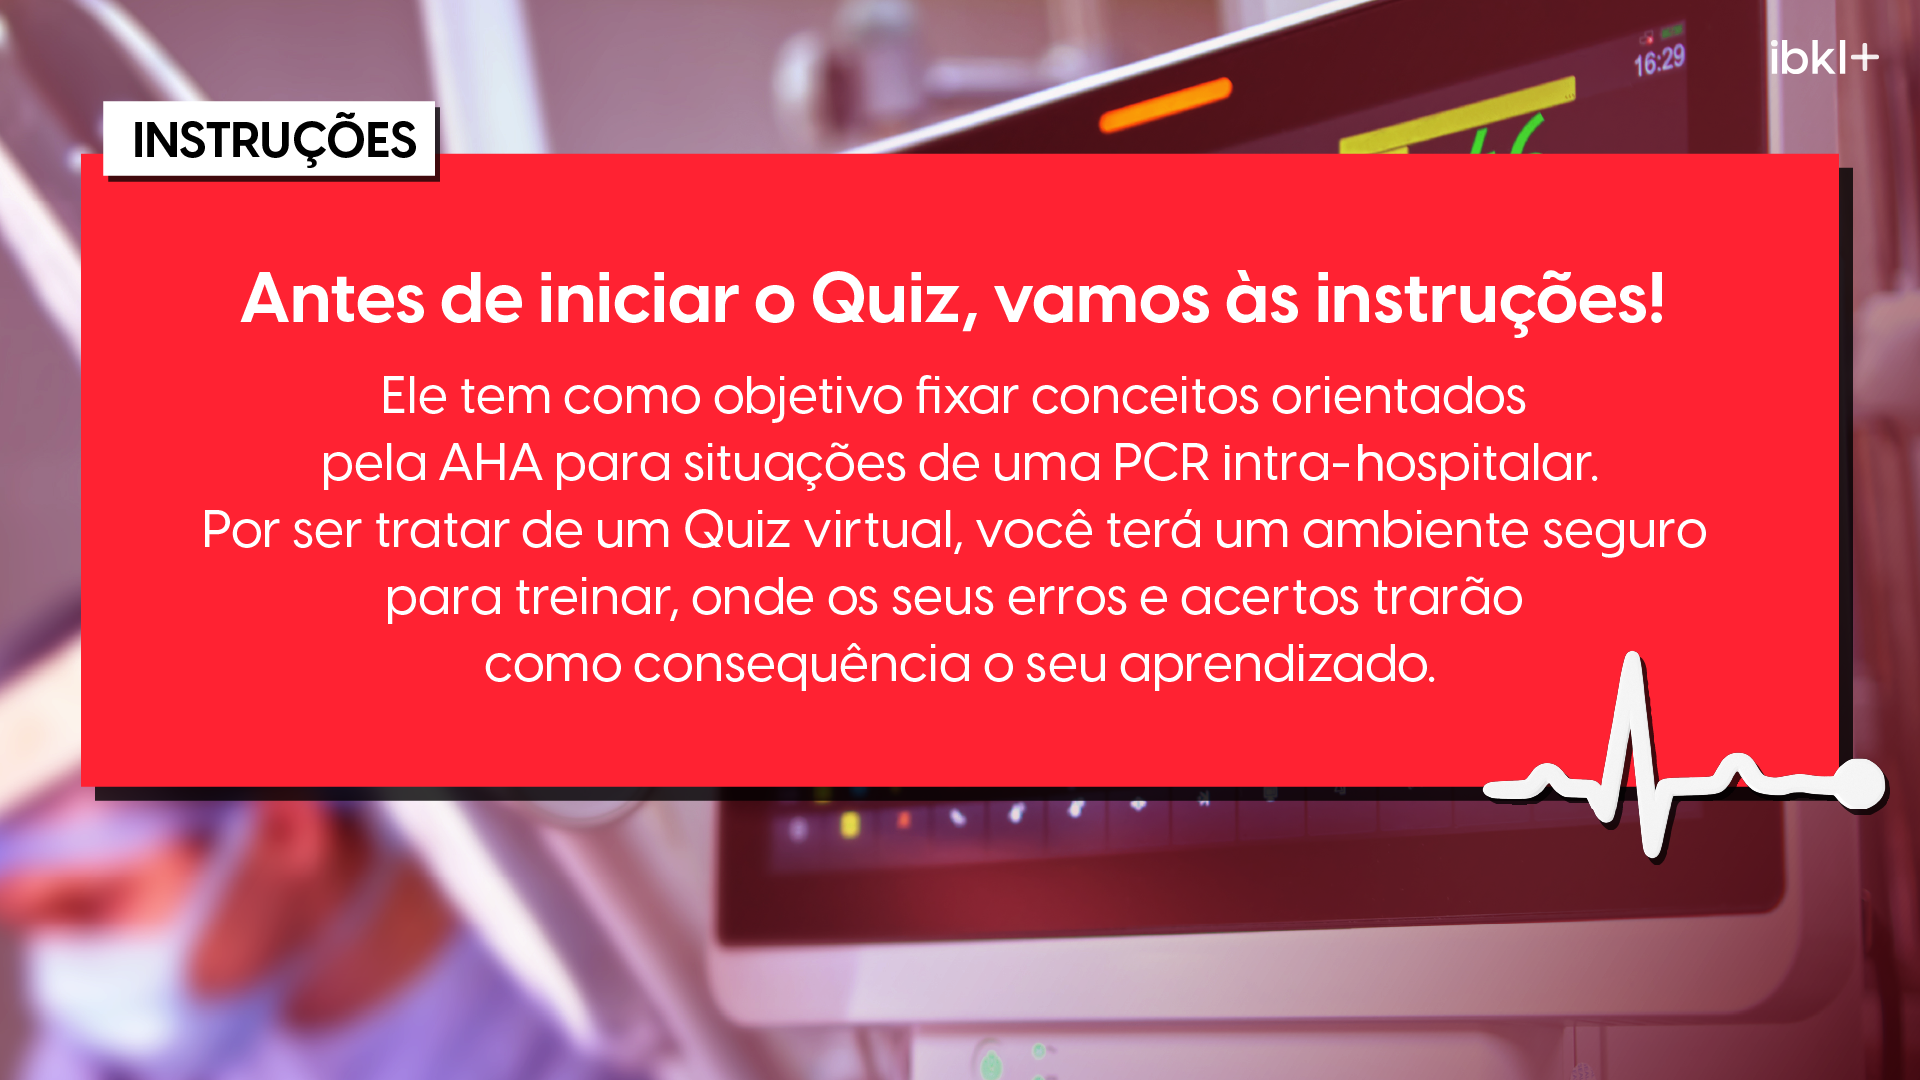 16:29
ibkl+
INSTRUÇÕES
Antes de iniciar o Quiz, vamos às instruções!
Ele tem como objetivo fixar conceitos orientados
pela AHA para situações de uma PCR intra-hospitalar.
Por ser tratar de um Quiz virtual, você terá um ambiente seguro
para treinar, onde os seus erros e acertos trarão
como consequência o seu aprendizado.